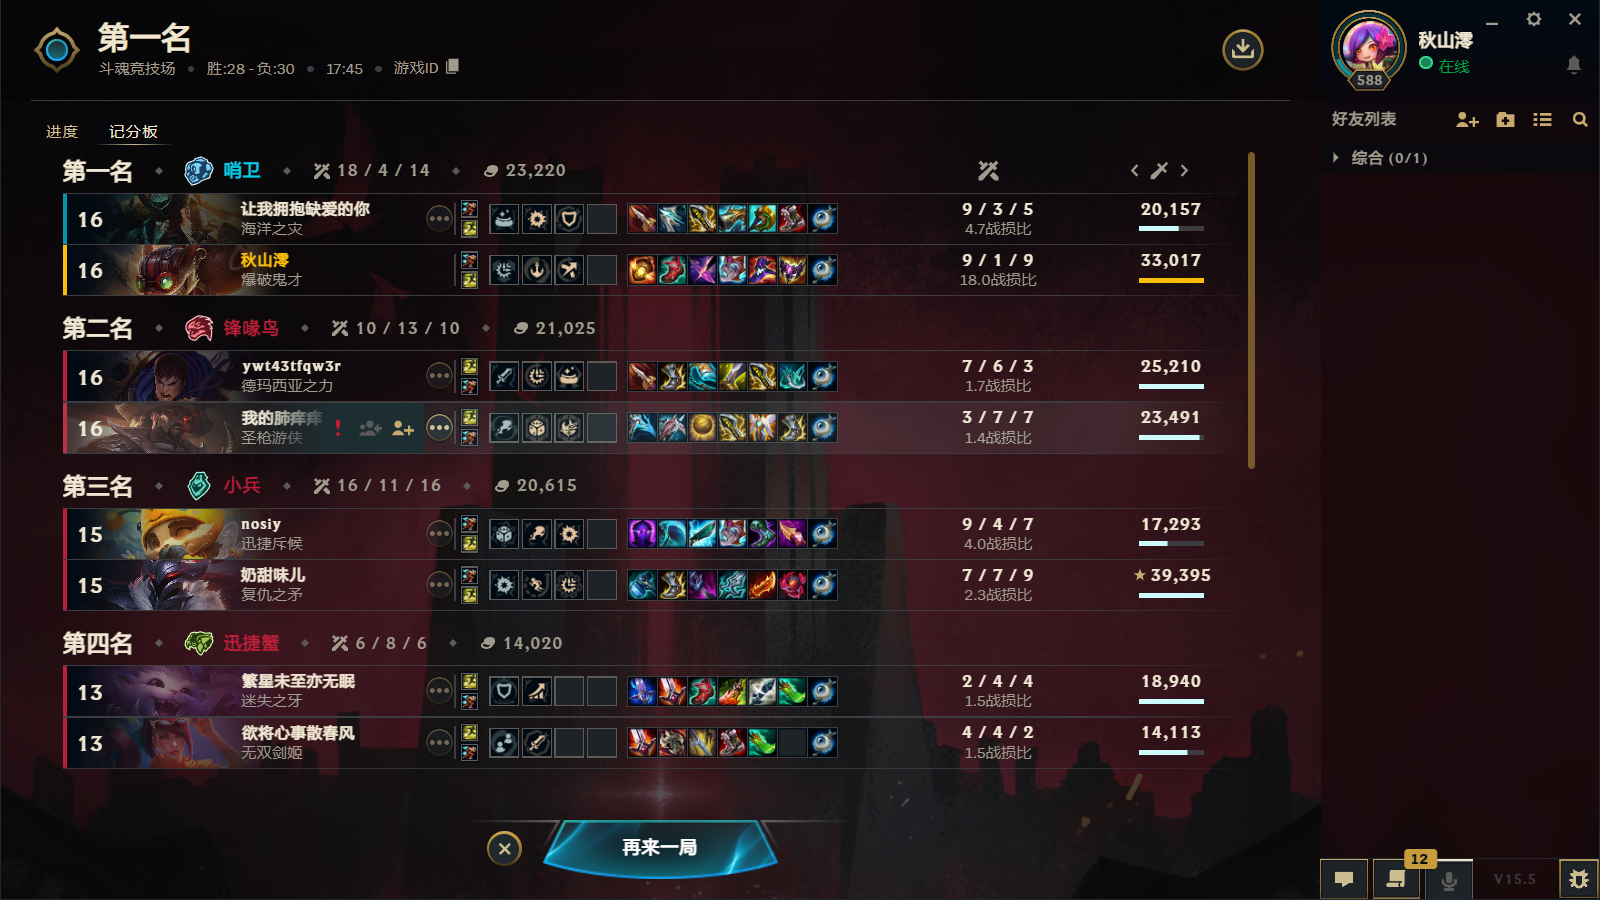 第一名
斗魂竞技场 • 胜:28 - 负:30 • 17:45 • 游戏ID
进度 记分板
第一名 哨卫 18 / 4 / 14 23,220
16 让我拥抱缺爱的你 9 / 3 / 5 20,157
海洋之灾 4.7战损比
16 秋山澪 9 / 1 / 9 33,017
爆破鬼才 18.0战损比
第二名 锋喙鸟 10 / 13 / 10 21,025
16 ywt43tfqw3r 7 / 6 / 3 25,210
德玛西亚之力 1.7战损比
16 我的肺痒痒 3 / 7 / 7 23,491
圣枪游侠 1.4战损比
第三名 小兵 16 / 11 / 16 20,615
15 nosiy 9 / 4 / 7 17,293
迅捷斥候 4.0战损比
15 奶甜味儿 7 / 7 / 9 39,395
复仇之矛 2.3战损比
第四名 迅捷蟹 6 / 8 / 6 14,020
13 繁星未至亦无眠 2 / 4 / 4 18,940
迷失之牙 1.5战损比
13 欲将心事散春风 4 / 4 / 2 14,113
无双剑姬 1.5战损比
再来一局
秋山澪
588 在线
好友列表
综合 (0/1)
12
V15.5